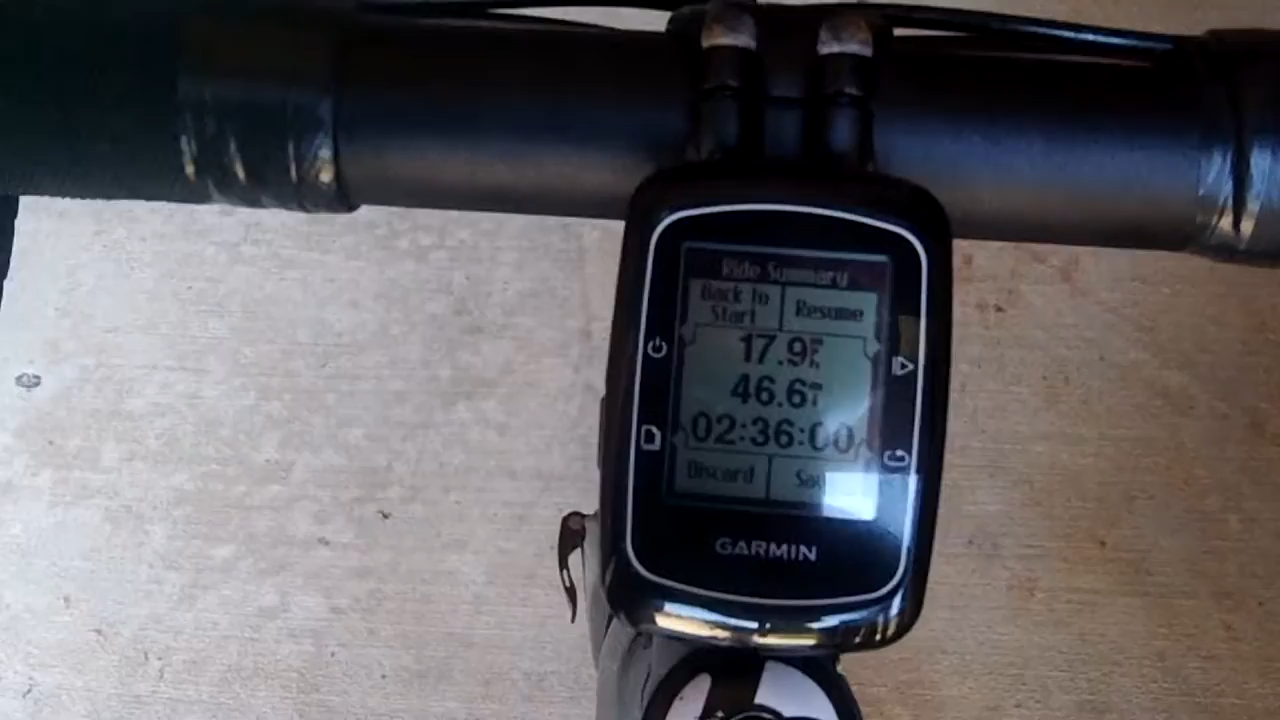 Ride Summary
Back to
Start
Resume
17.9
46.6
02:36:00
Discard
GARMIN